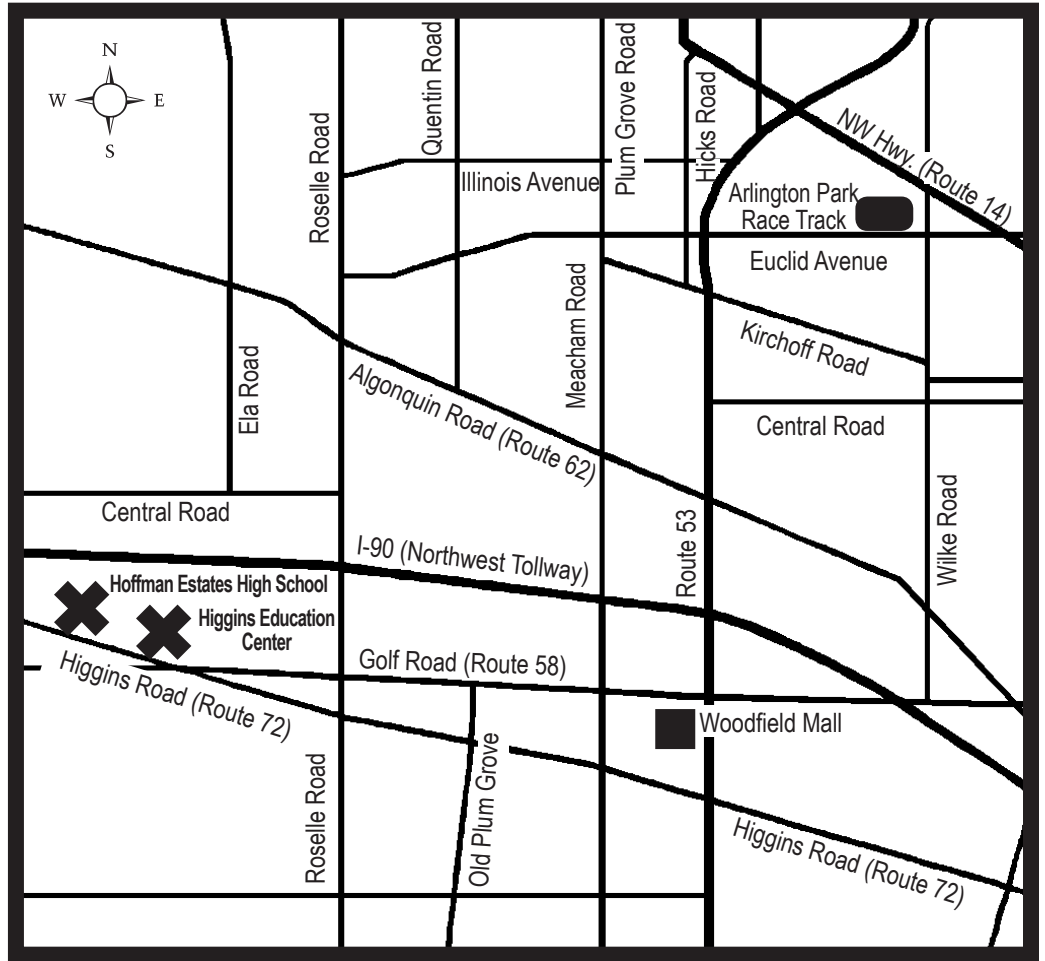 N
W
E
S
Roselle Road
Quentin Road
Plum Grove Road
Hicks Road
NW Hwy. (Route 14)
Illinois Avenue
Arlington Park
Race Track
Euclid Avenue
Ela Road
Meacham Road
Kirchoff Road
Algonquin Road (Route 62)
Central Road
Central Road
I-90 (Northwest Tollway)
Route 53
Wilke Road
Hoffman Estates High School
Higgins Education
Center
Golf Road (Route 58)
Higgins Road (Route 72)
Woodfield Mall
Roselle Road
Old Plum Grove
Higgins Road (Route 72)